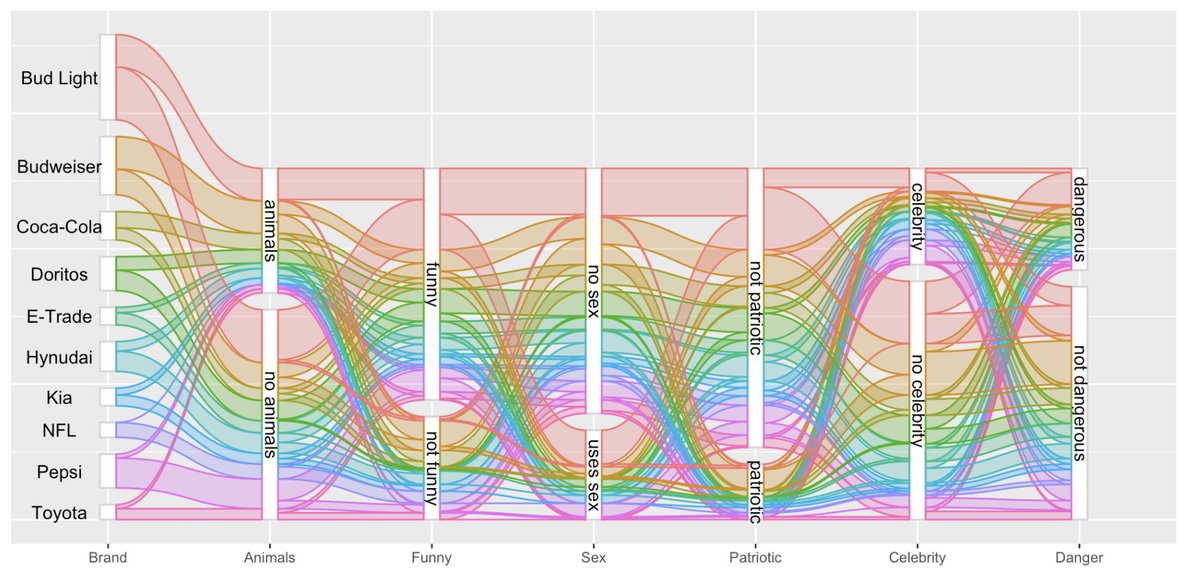 Bud Light
Budweiser
Coca-Cola
Doritos
E-Trade
Hynudai
Kia
NFL
Pepsi
Toyota
animals
no animals
funny
not funny
no sex
uses sex
not patriotic
patriotic
celebrity
no celebrity
dangerous
not dangerous
Brand
Animals
Funny
Sex
Patriotic
Celebrity
Danger